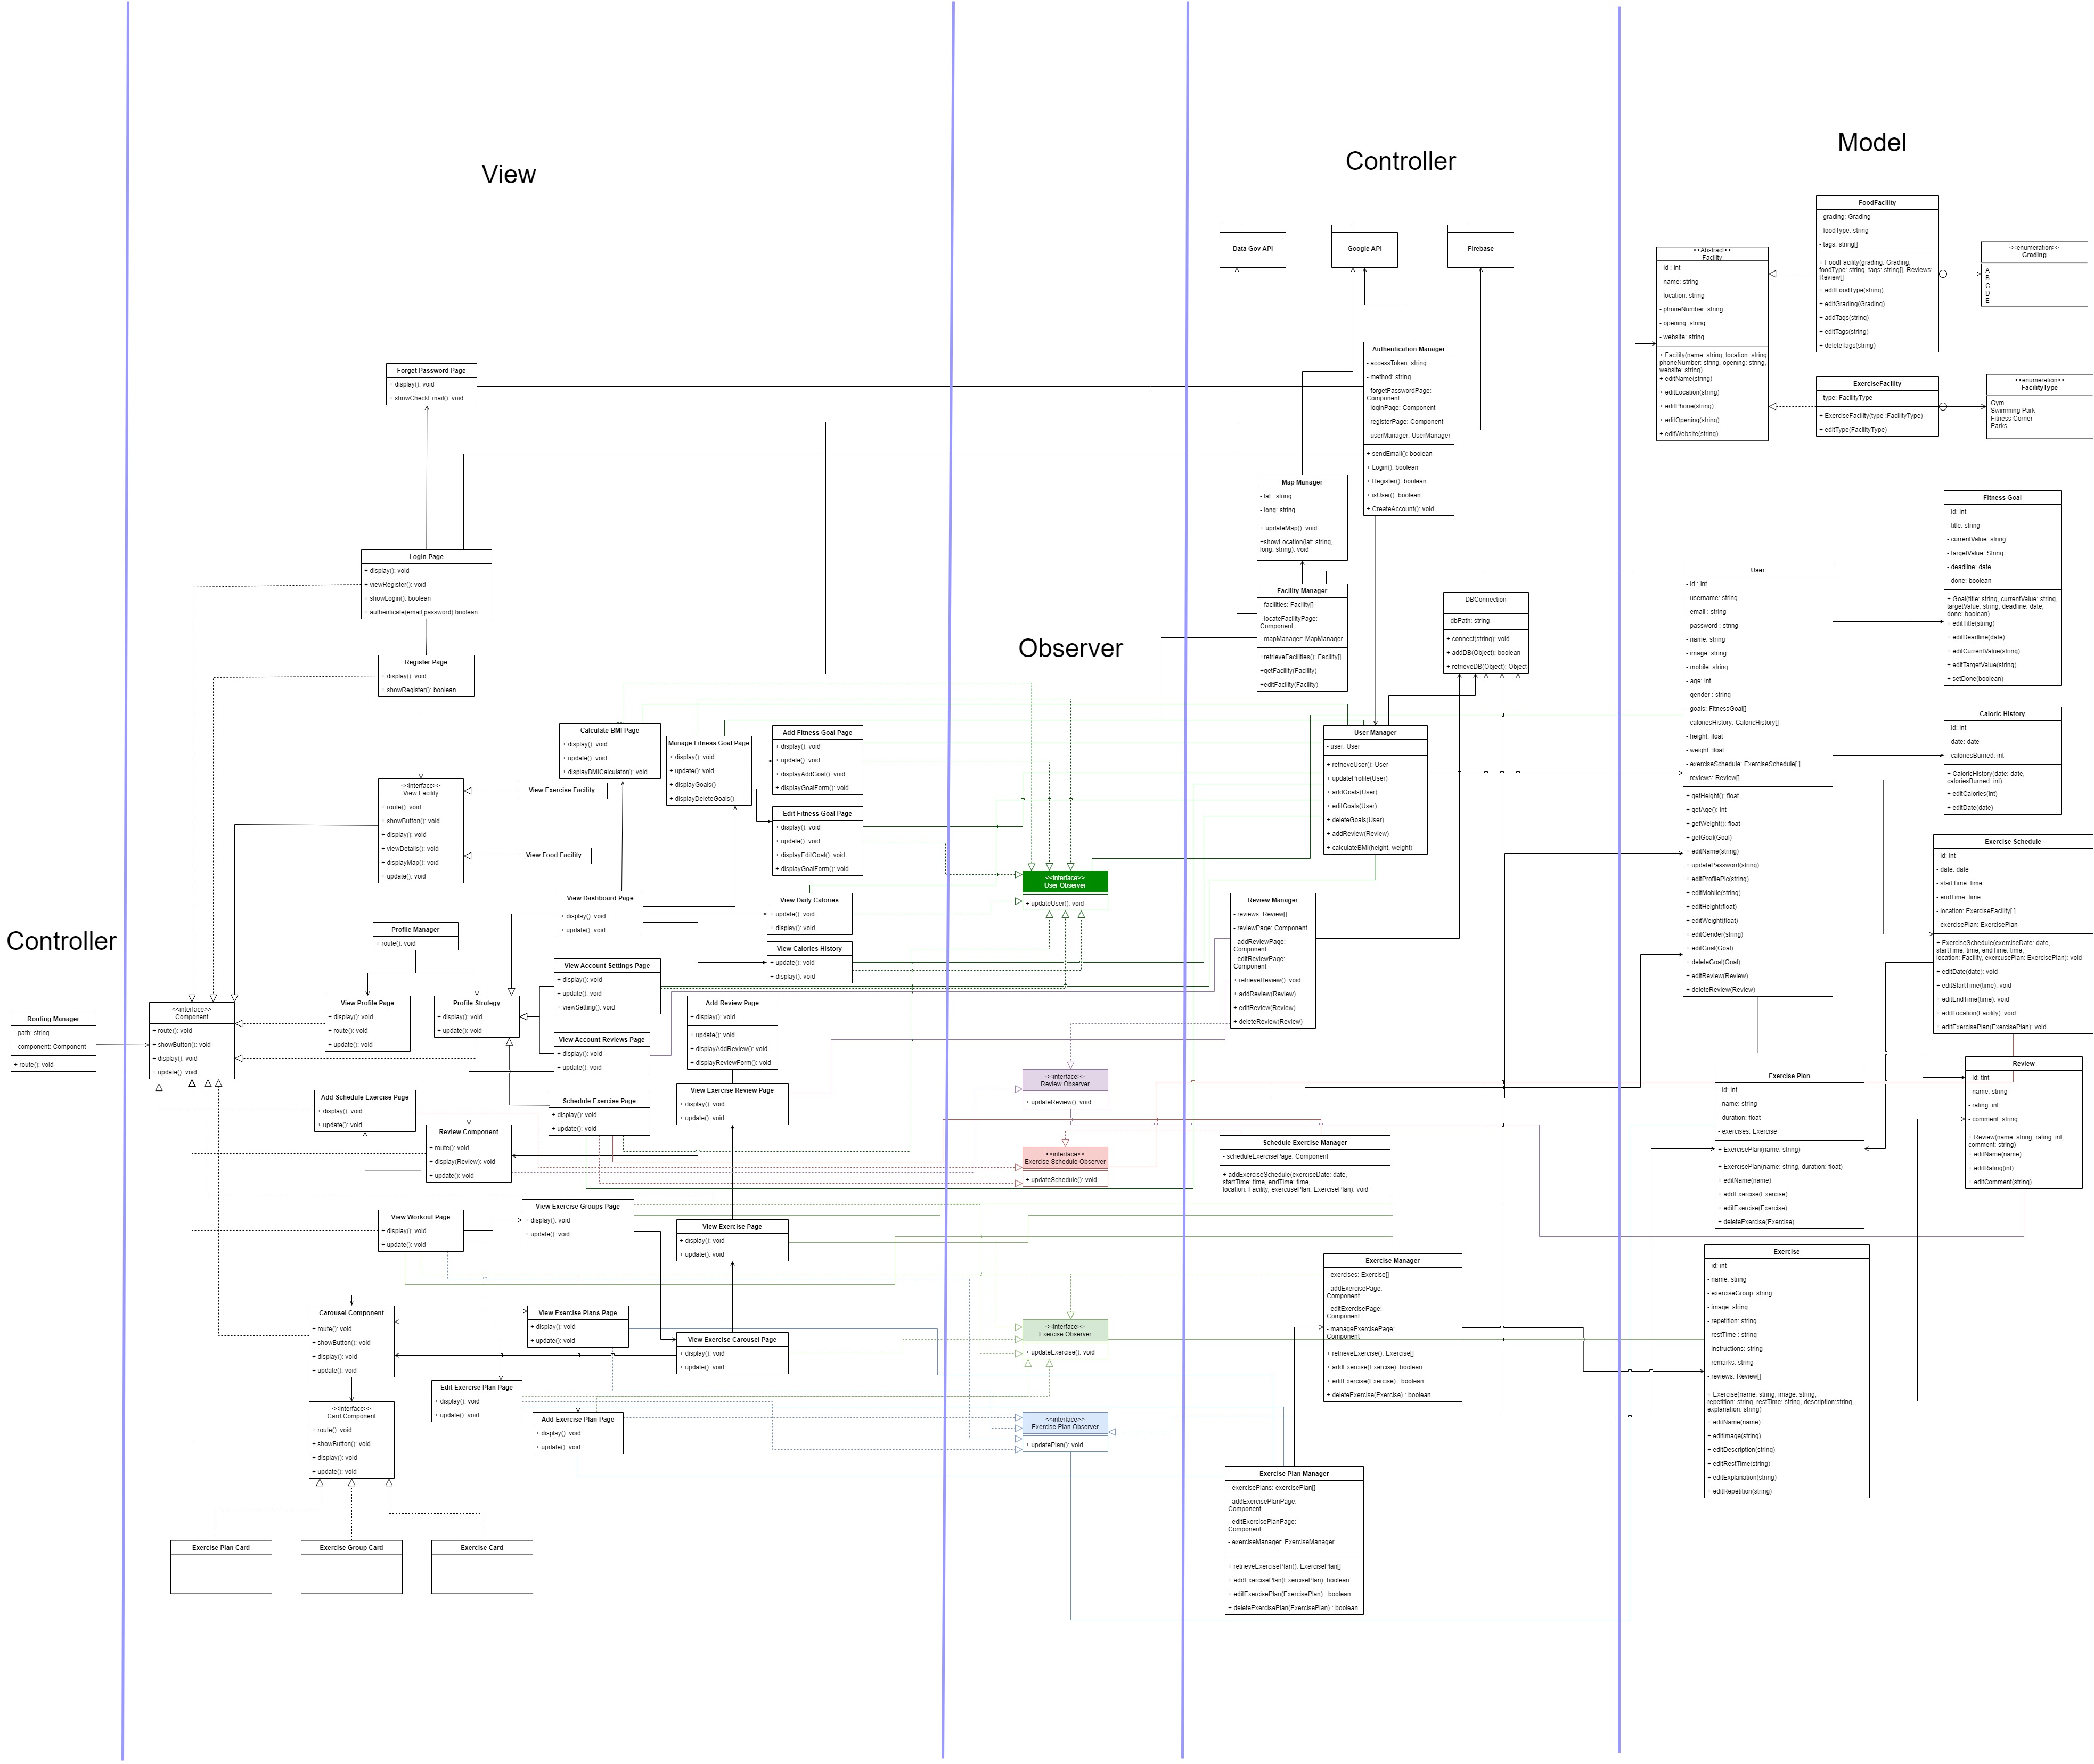 View
Controller
Model
Observer
Controller
Routing Manager
- path: string
- component: Component
+ route(): void
<<interface>>
Component
+ route(): void
+ showButton(): void
+ display(): void
+ update(): void
Forget Password Page
+ display(): void
+ showCheckEmail(): void
Login Page
+ display(): void
+ viewRegister(): void
+ showLogin(): boolean
+ authenticate(email,password):boolean
Register Page
+ display(): void
+ showRegister(): boolean
Calculate BMI Page
+ display(): void
+ update(): void
+ displayBMICalculator(): void
Manage Fitness Goal Page
+ display(): void
+ update(): void
+ displayGoals()
+ displayDeleteGoals()
Add Fitness Goal Page
+ display(): void
+ update(): void
+ displayAddGoal(): void
+ displayGoalForm(): void
Edit Fitness Goal Page
+ display(): void
+ update(): void
+ displayEditGoal(): void
+ displayGoalForm(): void
<<interface>>
View Facility
+ route(): void
+ showButton(): void
+ display(): void
+ viewDetails(): void
+ displayMap(): void
+ update(): void
View Exercise Facility
View Food Facility
View Dashboard Page
+ display(): void
+ update(): void
View Daily Calories
+ update(): void
+ display(): void
View Calories History
+ update(): void
+ display(): void
Profile Manager
+ route(): void
View Profile Page
+ display(): void
+ route(): void
+ update(): void
Profile Strategy
+ display(): void
+ update(): void
View Account Settings Page
+ display(): void
+ update(): void
+ viewSetting(): void
View Account Reviews Page
+ display(): void
+ update(): void
Add Review Page
+ display(): void
+ update(): void
+ displayAddReview(): void
+ displayReviewForm(): void
View Exercise Review Page
+ display(): void
+ update(): void
Schedule Exercise Page
+ display(): void
+ update(): void
Add Schedule Exercise Page
+ display(): void
+ update(): void
Review Component
+ route(): void
+ display(Review): void
+ update(): void
View Workout Page
+ display(): void
+ update(): void
View Exercise Groups Page
+ display(): void
+ update(): void
View Exercise Page
+ display(): void
+ update(): void
Carousel Component
+ route(): void
+ showButton(): void
+ display(): void
+ update(): void
View Exercise Plans Page
+ display(): void
+ update(): void
View Exercise Carousel Page
+ display(): void
+ update(): void
Edit Exercise Plan Page
+ display(): void
+ update(): void
Add Exercise Plan Page
+ display(): void
+ update(): void
<<interface>>
Card Component
+ route(): void
+ showButton(): void
+ display(): void
+ update(): void
Exercise Plan Card
Exercise Group Card
Exercise Card
<<interface>>
User Observer
+ updateUser(): void
<<interface>>
Review Observer
+ updateReview(): void
<<interface>>
Exercise Schedule Observer
+ updateSchedule(): void
<<interface>>
Exercise Observer
+ updateExercise(): void
<<interface>>
Exercise Plan Observer
+ updatePlan(): void
Data Gov API
Google API
Firebase
Authentication Manager
- accessToken: string
- method: string
- forgetPasswordPage:
Component
- loginPage: Component
- registerPage: Component
- userManager: UserManager
+ sendEmail(): boolean
+ Login(): boolean
+ Register(): boolean
+ isUser(): boolean
+ CreateAccount(): void
Map Manager
- lat : string
- long: string
+ updateMap(): void
+showLocation(lat: string,
long: string): void
Facility Manager
- facilities: Facility[]
- locateFacilityPage:
Component
- mapManager: MapManager
+retrieveFacilities(): Facility[]
+getFacility(Facility)
+editFacility(Facility)
DBConnection
- dbPath: string
+ connect(string): void
+ addDB(Object): boolean
+ retrieveDB(Object): Object
User Manager
- user: User
+ retrieveUser(): User
+ updateProfile(User)
+ addGoals(User)
+ editGoals(User)
+ deleteGoals(User)
+ addReview(Review)
+ calculateBMI(height, weight)
Review Manager
- reviews: Review[]
- reviewPage: Component
- addReviewPage:
Component
- editReviewPage:
Component
+ retrieveReview(): void
+ addReview(Review)
+ editReview(Review)
+ deleteReview(Review)
Schedule Exercise Manager
- scheduleExercisePage: Component
+ addExerciseSchedule(exerciseDate: date,
startTime: time, endTime: time,
location: Facility, exercusePlan: ExercisePlan): void
Exercise Manager
- exercises: Exercise[]
- addExercisePage:
Component
- editExercisePage:
Component
- manageExercisePage:
Component
+ retrieveExercise(): Exercise[]
+ addExercise(Exercise): boolean
+ editExercise(Exercise) : boolean
+ deleteExercise(Exercise) : boolean
Exercise Plan Manager
- exercisePlans: exercisePlan[]
- addExercisePlanPage:
Component
- editExercisePlanPage:
Component
- exerciseManager: ExerciseManager
+ retrieveExercisePlan(): ExercisePlan[]
+ addExercisePlan(ExercisePlan): boolean
+ editExercisePlan(ExercisePlan) : boolean
+ deleteExercisePlan(ExercisePlan) : boolean
<<Abstract>>
Facility
- id : int
- name: string
- location: string
- phoneNumber: string
- opening: string
- website: string
+ Facility(name: string, location: string
phoneNumber: string, opening: string,
website: string)
+ editName(string)
+ editLocation(string)
+ editPhone(string)
+ editOpening(string)
+ editWebsite(string)
FoodFacility
- grading: Grading
- foodType: string
- tags: string[]
+ FoodFacility(grading: Grading,
foodType: string, tags: string[], Reviews:
Review[]
+ editFoodType(string)
+ editGrading(Grading)
+ addTags(string)
+ editTags(string)
+ deleteTags(string)
<<enumeration>>
Grading
A
B
C
D
E
ExerciseFacility
- type: FacilityType
+ ExerciseFacility(type :FacilityType)
+ editType(FacilityType)
<<enumeration>>
FacilityType
Gym
Swimming Park
Fitness Corner
Parks
Fitness Goal
- id: int
- title: string
- currentValue: string
- targetValue: String
- deadline: date
- done: boolean
+ Goal(title: string, currentValue: string,
targetValue: string, deadline: date,
done: boolean)
+ editTitle(string)
+ editDeadline(date)
+ editCurrentValue(string)
+ editTargetValue(string)
+ setDone(boolean)
User
- id : int
- username: string
- email : string
- password : string
- name: string
- image: string
- mobile: string
- age: int
- gender : string
- goals: FitnessGoal[]
- caloriesHistory: CaloricHistory[]
- height: float
- weight: float
- exerciseSchedule: ExerciseSchedule[ ]
- reviews: Review[]
+ getHeight(): float
+ getAge(): int
+ getWeight(): float
+ getGoal(Goal)
+ editName(string)
+ updatePassword(string)
+ editProfilePic(string)
+ editMobile(string)
+ editHeight(float)
+ editWeight(float)
+ editGender(string)
+ editGoal(Goal)
+ deleteGoal(Goal)
+ editReview(Review)
+ deleteReview(Review)
Caloric History
- id: int
- date: date
- caloriesBurned: int
+ CaloricHistory(date: date,
caloriesBurned: int)
+ editCalories(int)
+ editDate(date)
Exercise Schedule
- id: int
- date: date
- startTime: time
- endTime: time
- location: ExerciseFacility[ ]
- exercisePlan: ExercisePlan
+ ExerciseSchedule(exerciseDate: date,
startTime: time, endTime: time,
location: Facility, exercusePlan: ExercisePlan): void
+ editDate(date): void
+ editStartTime(time): void
+ editEndTime(time): void
+ editLocation(Facility): void
+ editExercisePlan(ExercisePlan): void
Review
- id: tint
- name: string
- rating: int
- comment: string
+ Review(name: string, rating: int,
comment: string)
+ editName(name)
+ editRating(int)
+ editComment(string)
Exercise Plan
- id: int
- name: string
- duration: float
- exercises: Exercise
+ ExercisePlan(name: string)
+ ExercisePlan(name: string, duration: float)
+ editName(name)
+ addExercise(Exercise)
+ editExercise(Exercise)
+ deleteExercise(Exercise)
Exercise
- id: int
- name: string
- exerciseGroup: string
- image: string
- repetition: string
- restTime : string
- instructions: string
- remarks: string
- reviews: Review[]
+ Exercise(name: string, image: string,
repetition: string, restTime: string, description:string,
explanation: string)
+ editName(name)
+ editImage(string)
+ editDescription(string)
+ editRestTime(string)
+ editExplanation(string)
+ editRepetition(string)